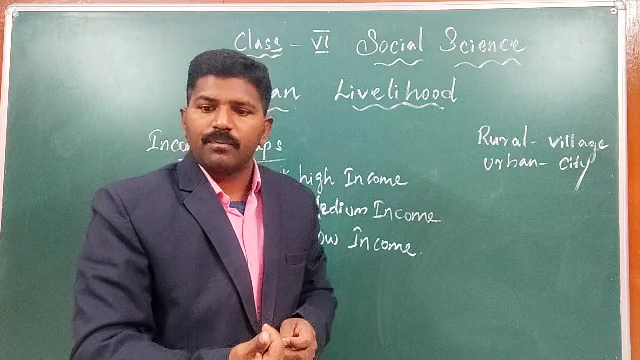 Class - VI Social Science
Livelihood
Rural - village
urban - city
high Income
Medium Income
Income